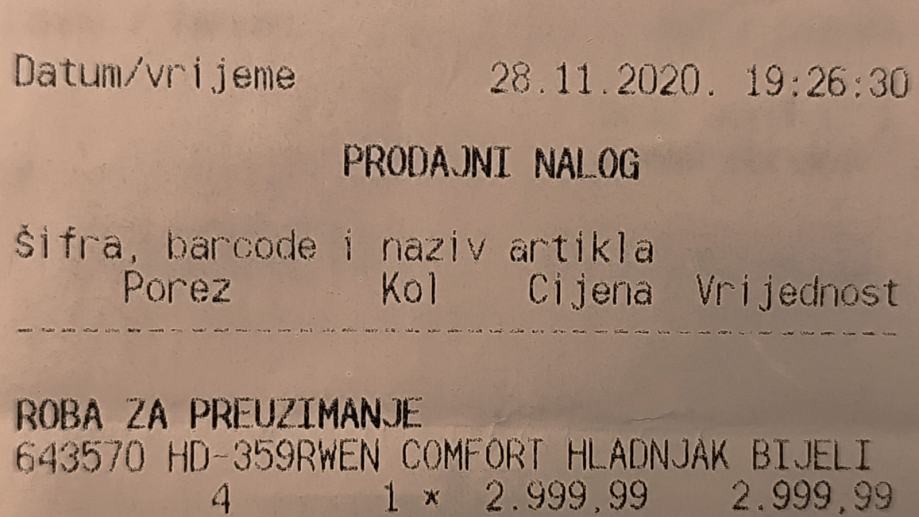 Datum/vrijeme 28.11.2020. 19:26:30
PRODAJNI NALOG
Šifra, barcode i naziv artikla
Porez Kol Cijena Vrijednost
ROBA ZA PREUZIMANJE
643570 HD-359RWEN COMFORT HLADNJAK BIJELI
4 1 * 2.999,99 2.999,99